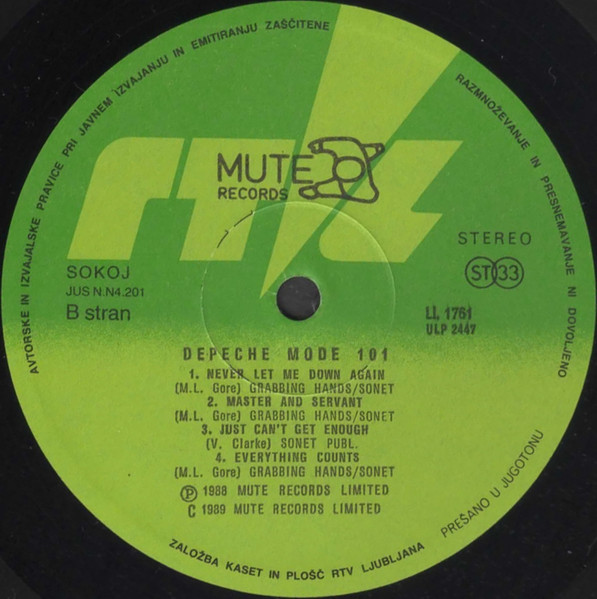 AVTORSKE IN IZVAJALSKE PRAVICE PRI JAVNEM IZVAJANJU IN EMITIRANJU ZAŠČITENE
RAZMNOŽEVANJE IN PRESNEMAVANJE NI DOVOLJENO
rtvl
MUTE
RECORDS
SOKOJ
JUS N.N4.201
B stran
STEREO
ST 33
LL 1761
ULP 2447
DEPECHE MODE 101
1. NEVER LET ME DOWN AGAIN
(M.L. Gore) GRABBING HANDS/SONET
2. MASTER AND SERVANT
(M.L. Gore) GRABBING HANDS/SONET
3. JUST CAN'T GET ENOUGH
(V. Clarke) SONET PUBL.
4. EVERYTHING COUNTS
(M.L. Gore) GRABBING HANDS/SONET
Ⓟ 1988 MUTE RECORDS LIMITED
C 1989 MUTE RECORDS LIMITED
PREŠANO U JUGOTONU
ZALOŽBA KASET IN PLOŠČ RTV LJUBLJANA